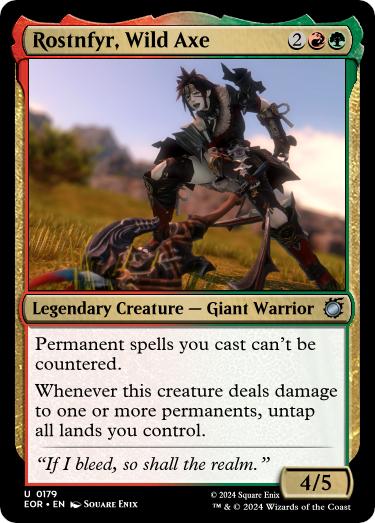 Rostnfyr, Wild Axe 2
Legendary Creature — Giant Warrior
Permanent spells you cast can't be
countered.
Whenever this creature deals damage
to one or more permanents, untap
all lands you control.
"If I bleed, so shall the realm."
4/5
U 0179
EOR • EN Square Enix
© 2024 Square Enix
™ & © 2024 Wizards of the Coast